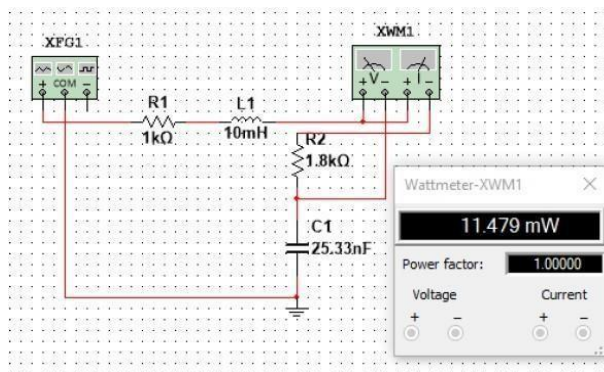 XFG1
XWM1
+ COM −
+ V − + I −
R1
1kΩ
L1
10mH
R2
1.8kΩ
C1
25.33nF
Wattmeter-XWM1 ×
11.479 mW
Power factor: 1.00000
Voltage Current
+ − + −